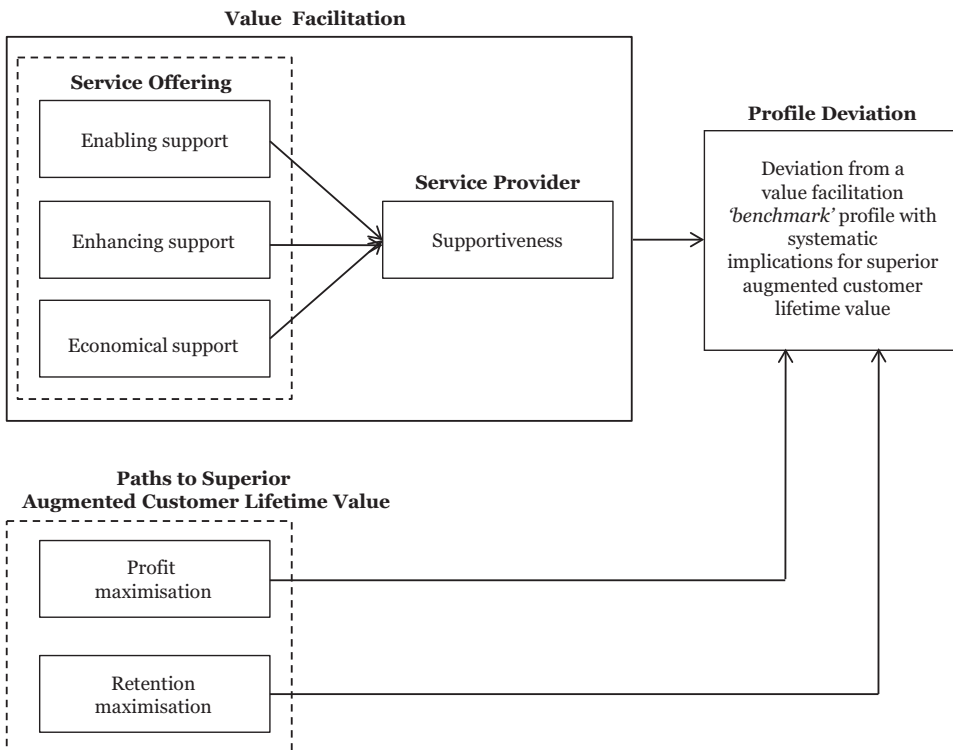 Value Facilitation
Service Offering
Enabling support
Enhancing support
Economical support
Service Provider
Supportiveness
Profile Deviation
Deviation from a
value facilitation
‘benchmark’ profile with
systematic
implications for superior
augmented customer
lifetime value
Paths to Superior
Augmented Customer Lifetime Value
Profit
maximisation
Retention
maximisation